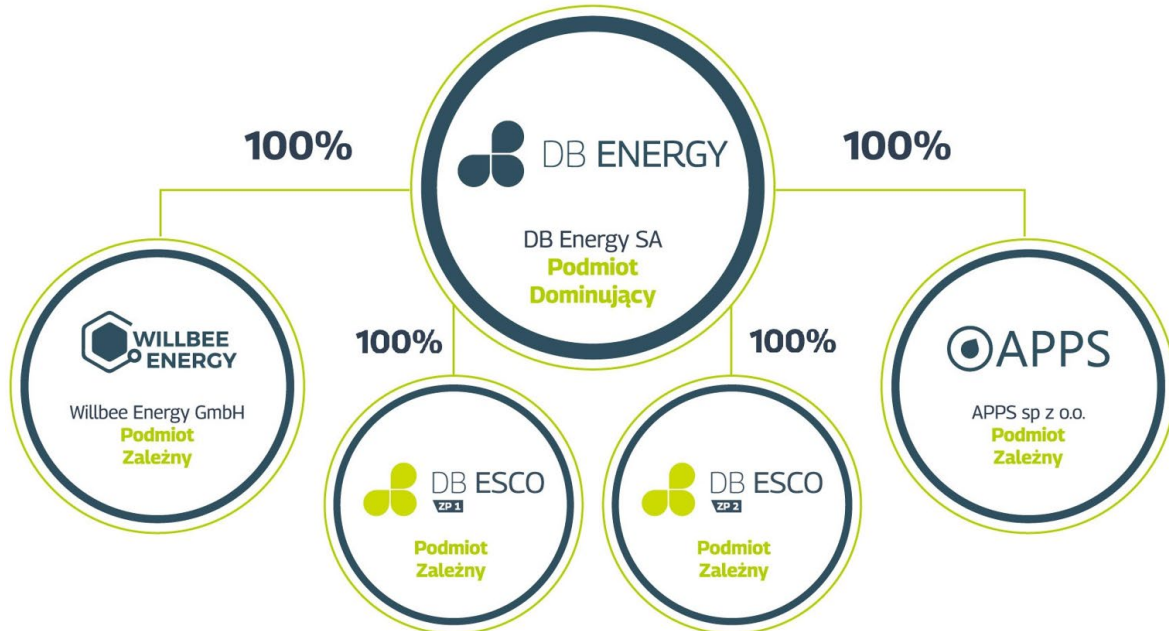 100%
100%
DB ENERGY
DB Energy SA
Podmiot
Dominujący
100%
100%
WILLBEE
ENERGY
Willbee Energy GmbH
Podmiot
Zależny
DB ESCO
ZP 1
Podmiot
Zależny
DB ESCO
ZP 2
Podmiot
Zależny
APPS
APPS sp z o.o.
Podmiot
Zależny